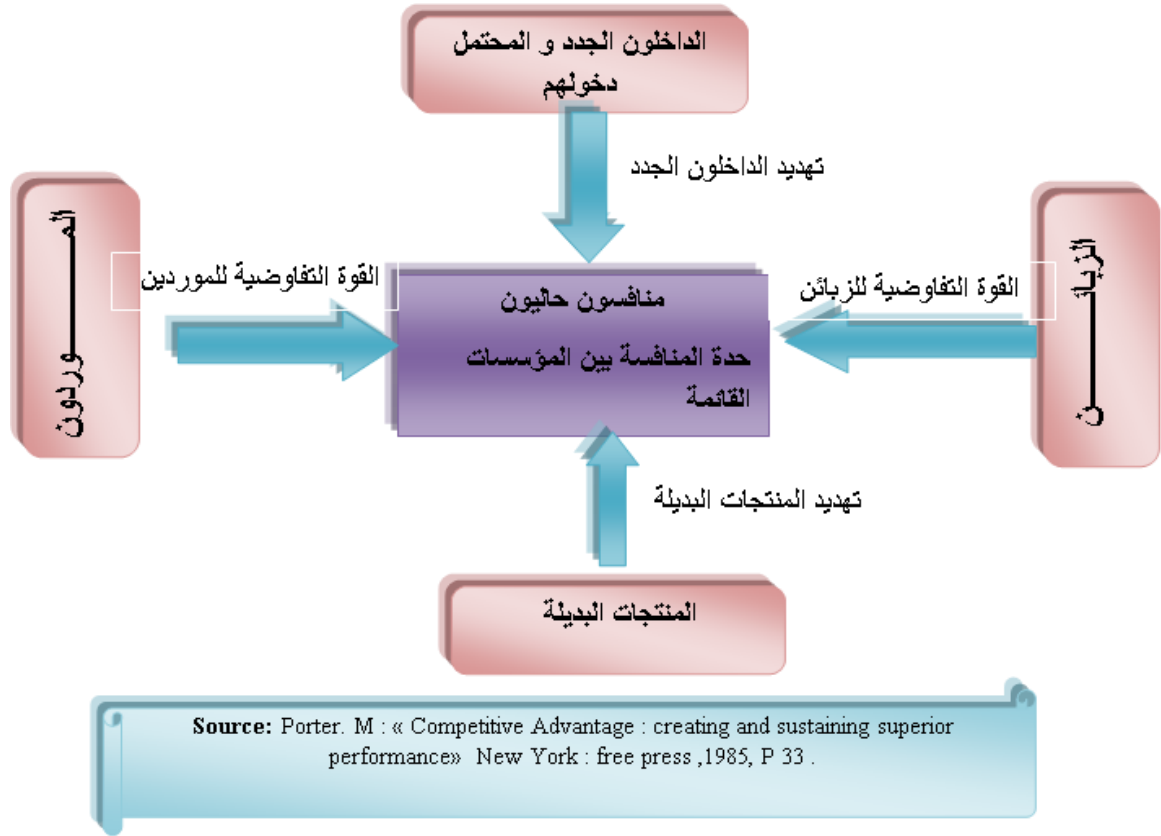 الداخلون الجدد و المحتمل
دخولهم
تهديد الداخلون الجدد
الزبائــــــــن
القوة التفاوضية للزبائن
منافسون حاليون
حدة المنافسة بين المؤسسات
القائمة
القوة التفاوضية للموردين
المــــــــوردون
تهديد المنتجات البديلة
المنتجات البديلة
Source: Porter. M : « Competitive Advantage : creating and sustaining superior
performance» New York : free press ,1985, P 33 .